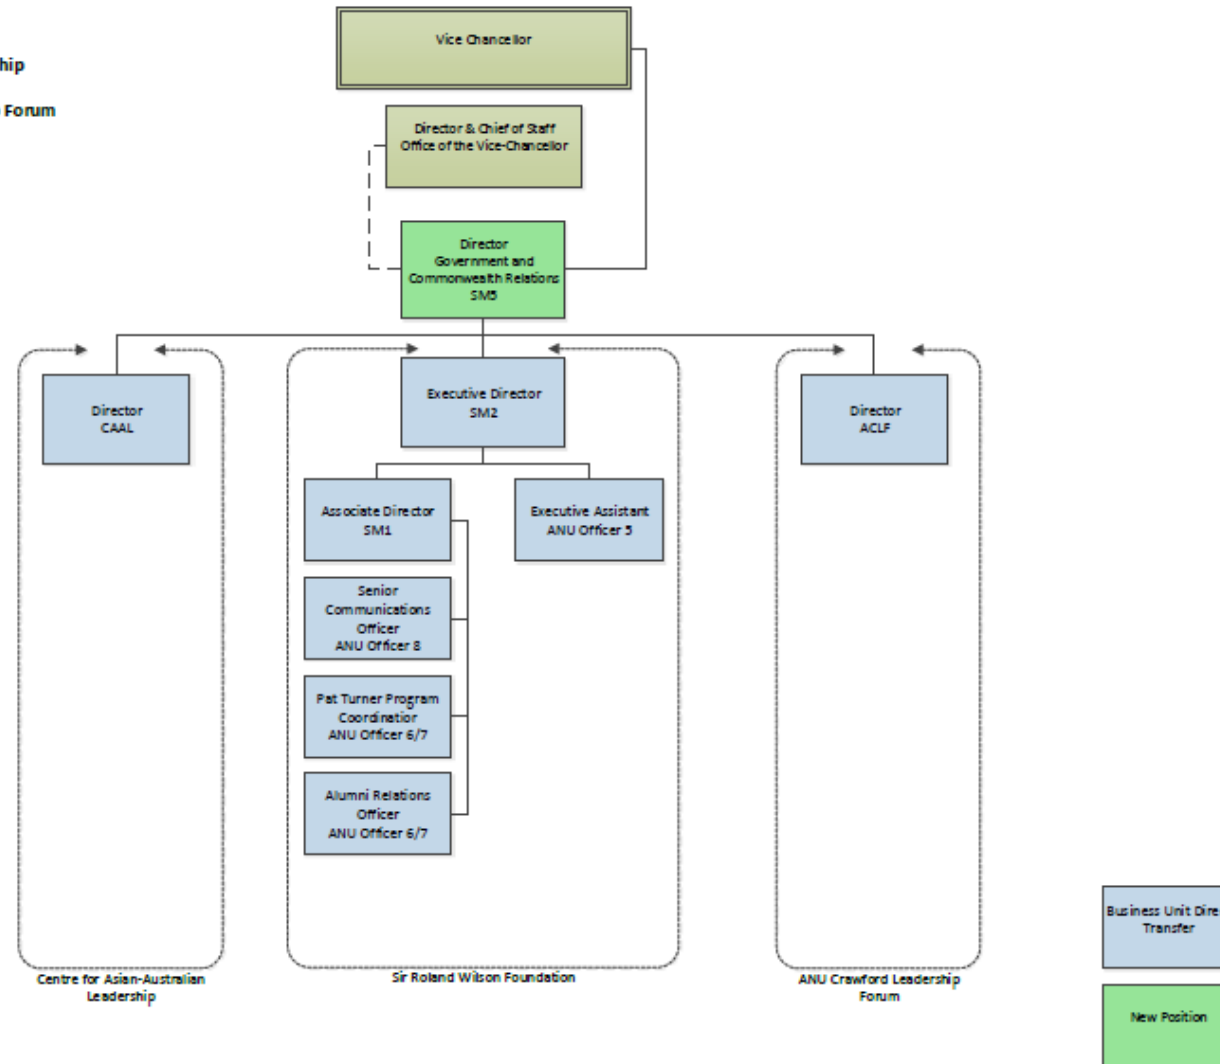 Vice Chancellor
hip
Forum
Director & Chief of Staff
Office of the Vice-Chancellor
Director
Government and
Commonwealth Relations
SM5
Director
CAAL
Executive Director
SM2
Director
ACLF
Associate Director
SM1
Executive Assistant
ANU Officer 5
Senior
Communications
Officer
ANU Officer 8
Pat Turner Program
Coordinatior
ANU Officer 6/7
Alumni Relations
Officer
ANU Officer 6/7
Business Unit Dire
Transfer
Centre for Asian-Australian
Leadership
Sir Roland Wilson Foundation
ANU Crawford Leadership
Forum
New Position